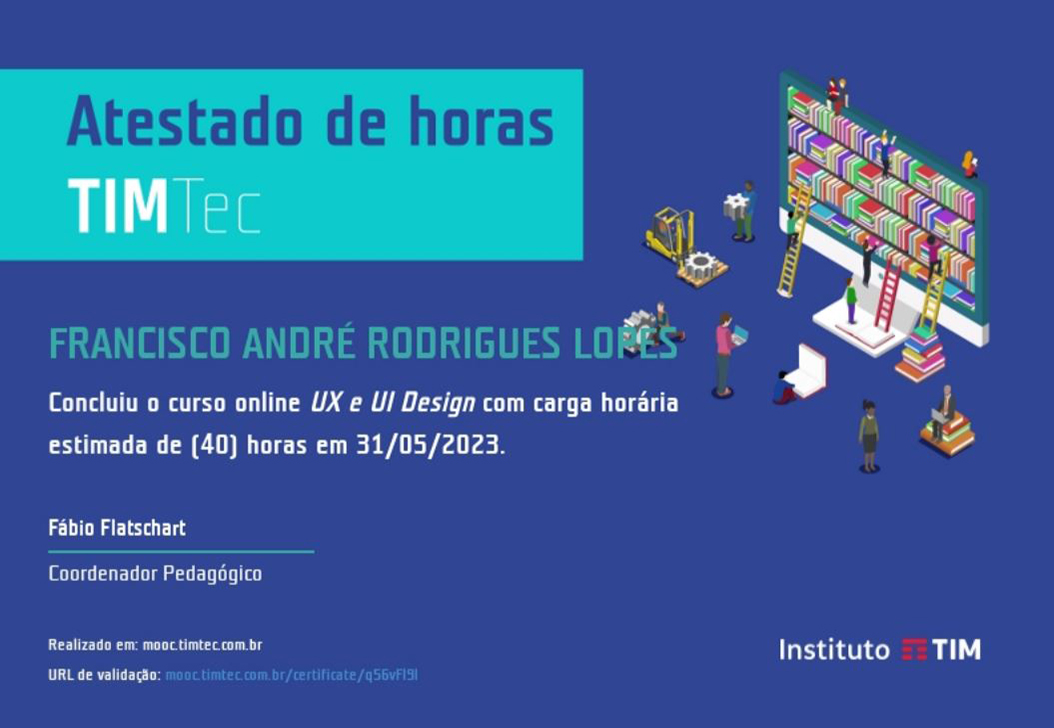 Atestado de horas
TIMTec
FRANCISCO ANDRÉ RODRIGUES LOPES
Concluiu o curso online UX e UI Design com carga horária
estimada de (40) horas em 31/05/2023.
Fábio Flatschart
Coordenador Pedagógico
Realizado em: mooc.timtec.com.br
URL de validação: mooc.timtec.com.br/certificate/
Instituto TIM